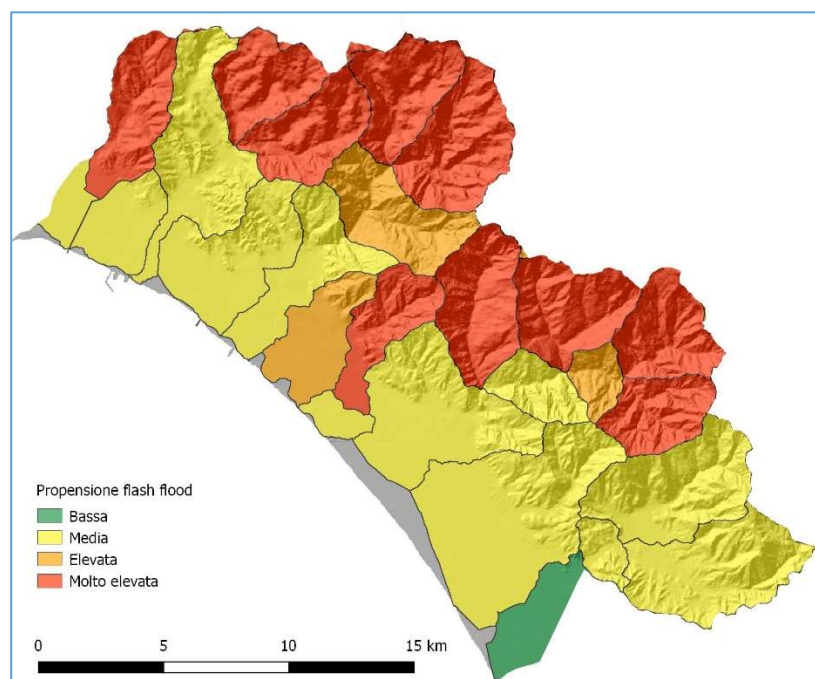 Propensione flash flood
Bassa
Media
Elevata
Molto elevata
0 5 10 15 km